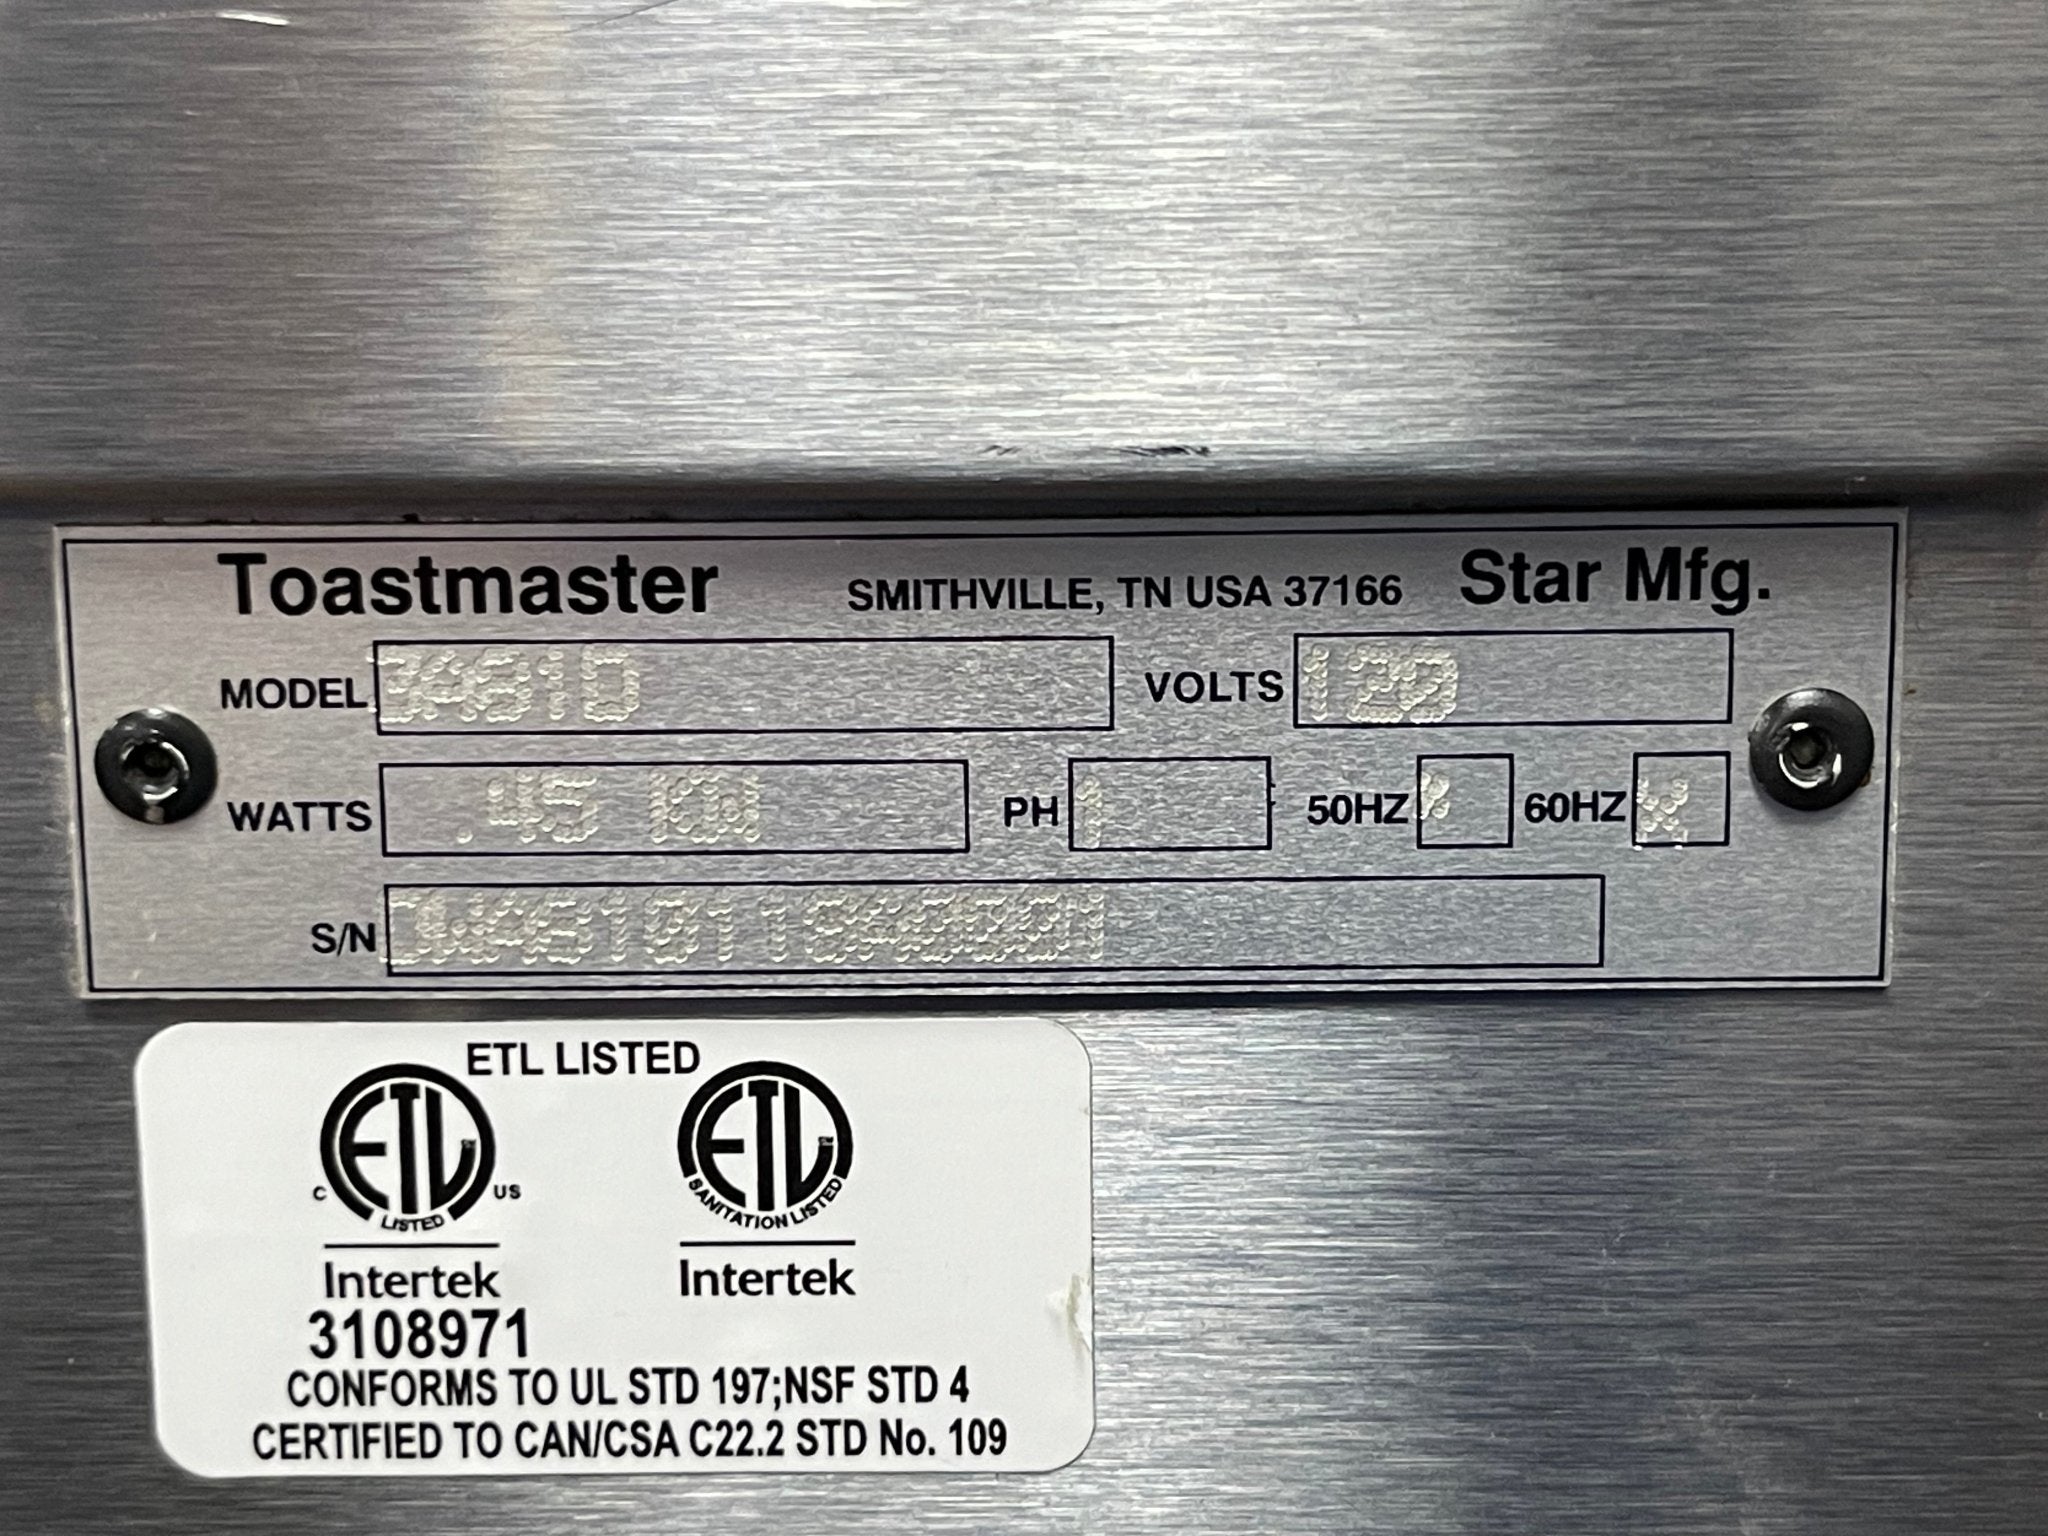 Toastmaster SMITHVILLE, TN USA 37166 Star Mfg.
MODEL 3A81D VOLTS 120
WATTS .45 KW PH 1 50HZ 60HZ X
S/N
ETL LISTED
ETL ETL
C LISTED US SANITATION LISTED
Intertek Intertek
3108971
CONFORMS TO UL STD 197;NSF STD 4
CERTIFIED TO CAN/CSA C22.2 STD No. 109